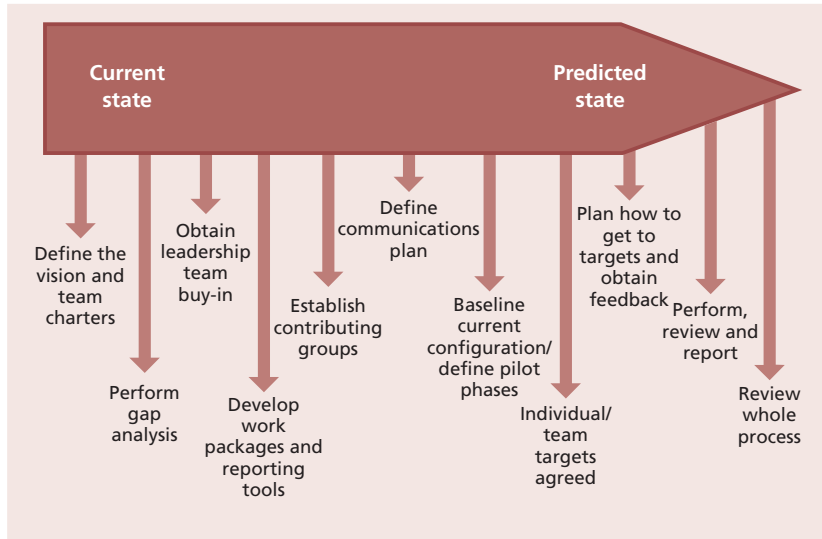 Current
state
Predicted
state
Define the
vision and
team
charters
Perform
gap
analysis
Obtain
leadership
team
buy-in
Develop
work
packages and
reporting
tools
Establish
contributing
groups
Define
communications
plan
Baseline
current
configuration/
define pilot
phases
Individual/
team
targets
agreed
Plan how to
get to
targets and
obtain
feedback
Perform,
review and
report
Review
whole
process